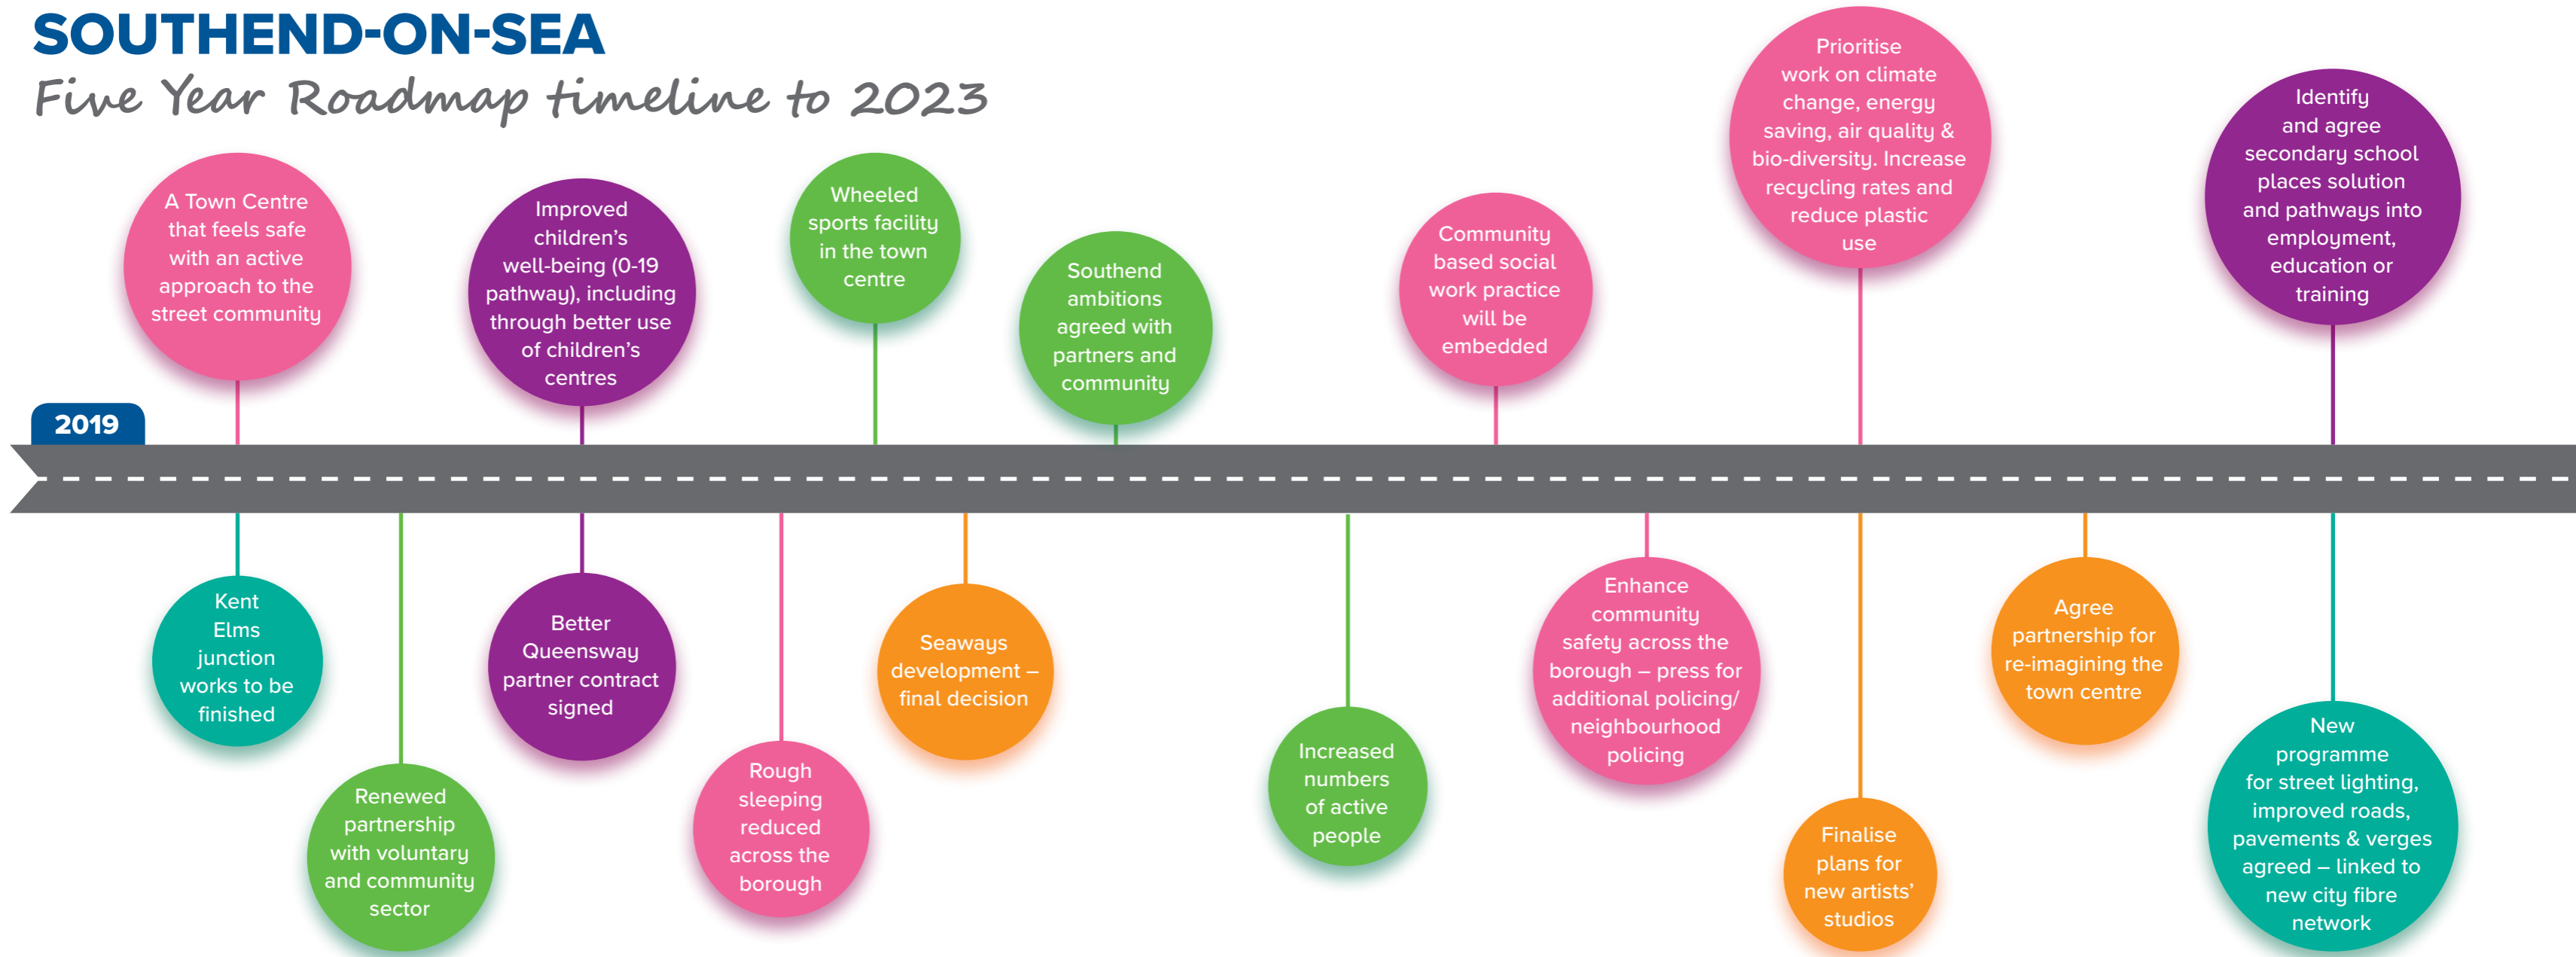 SOUTHEND-ON-SEA
Five Year Roadmap timeline to 2023
A Town Centre
that feels safe
with an active
approach to the
street community
Improved
children's
well-being (0-19
pathway), including
through better use
of children's
centres
Wheeled
sports facility
in the town
centre
Southend
ambitions
agreed with
partners and
community
Community
based social
work practice
will be
embedded
Prioritise
work on climate
change, energy
saving, air quality &
bio-diversity. Increase
recycling rates and
reduce plastic
use
Identify
and agree
secondary school
places solution
and pathways into
employment,
education or
training
2019
Kent
Elms
junction
works to be
finished
Renewed
partnership
with voluntary
and community
sector
Better
Queensway
partner contract
signed
Rough
sleeping
reduced
across the
borough
Seaways
development –
final decision
Increased
numbers
of active
people
Enhance
community
safety across the
borough – press for
additional policing/
neighbourhood
policing
Finalise
plans for
new artists'
studios
Agree
partnership for
re-imagining the
town centre
New
programme
for street lighting,
improved roads,
pavements & verges
agreed – linked to
new city fibre
network